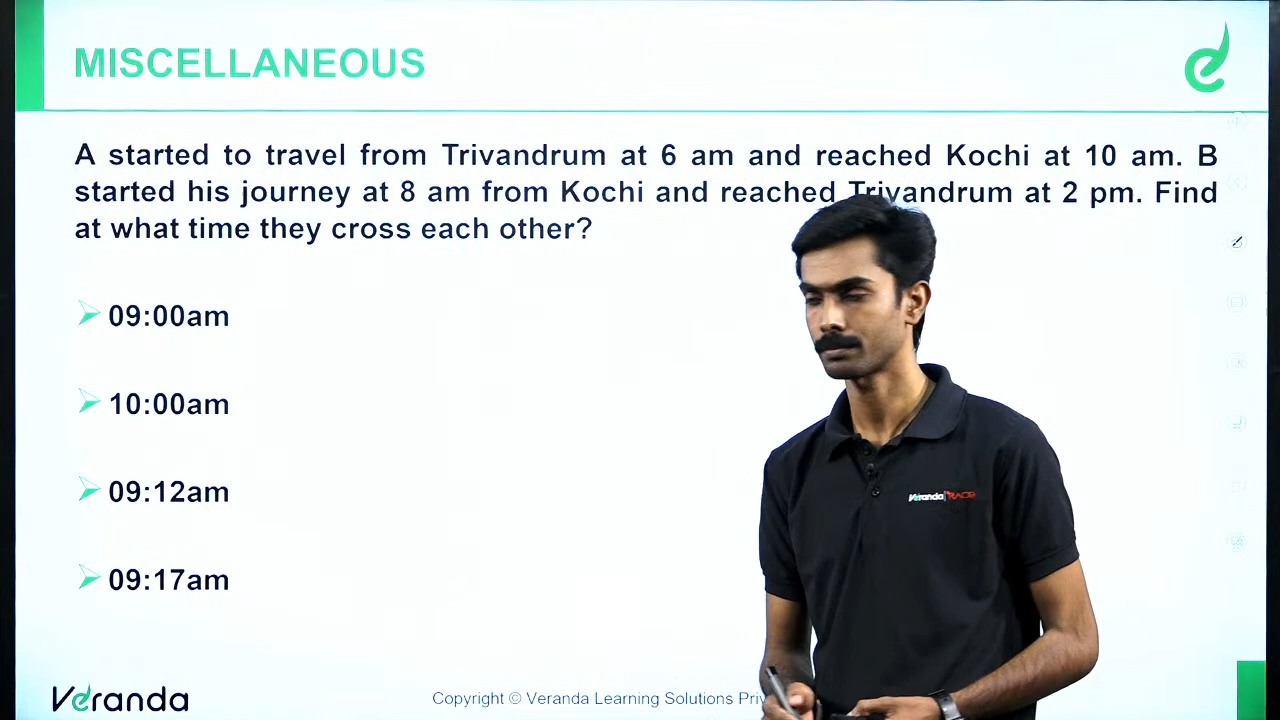 MISCELLANEOUS
A started to travel from Trivandrum at 6 am and reached Kochi at 10 am. B
started his journey at 8 am from Kochi and reached Trivandrum at 2 pm. Find
at what time they cross each other?
09:00am
10:00am
09:12am
09:17am
Veranda RACE
Veranda
Copyright © Veranda Learning Solutions